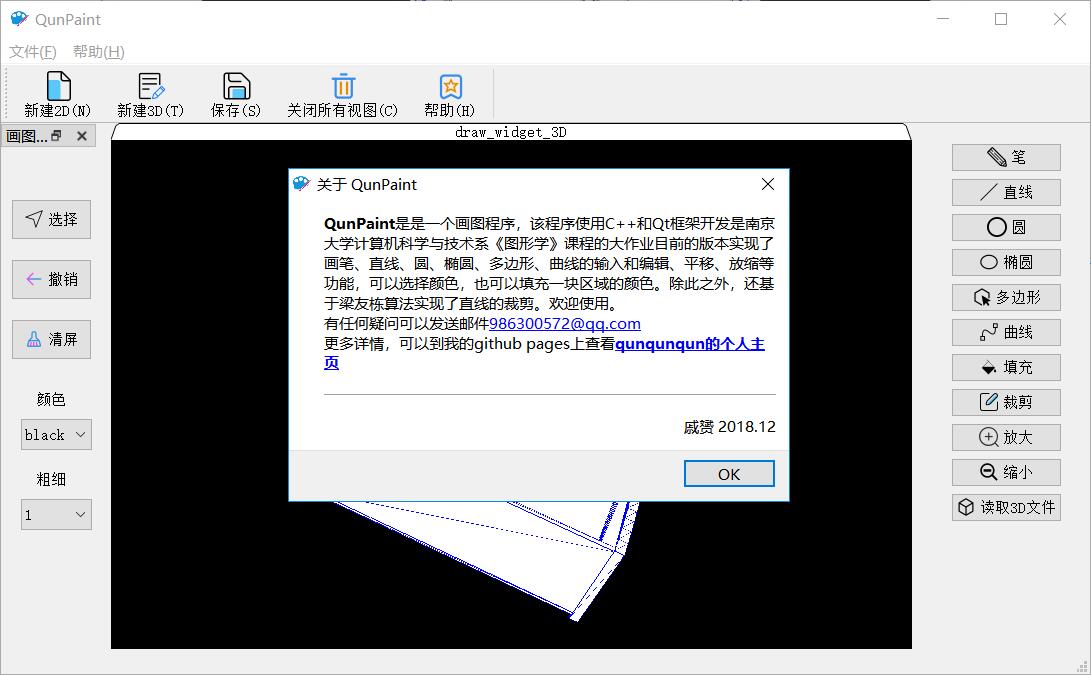 QunPaint
文件(F) 帮助(H)
新建2D(N) 新建3D(T) 保存(S) 关闭所有视图(C) 帮助(H)
画图...
draw_widget_3D
选择
撤销
清屏
颜色
black
粗细
1
关于 QunPaint
QunPaint是是一个画图程序，该程序使用C++和Qt框架开发是南京
大学计算机科学与技术系《图形学》课程的大作业目前的版本实现了
画笔、直线、圆、椭圆、多边形、曲线的输入和编辑、平移、放缩等
功能，可以选择颜色，也可以填充一块区域的颜色。除此之外，还基
于梁友栋算法实现了直线的裁剪。欢迎使用。
有任何疑问可以发送邮件986300572@qq.com
更多详情，可以到我的github pages上查看qunqunqun的个人主
页
戚赟 2018.12
OK
笔
直线
圆
椭圆
多边形
曲线
填充
裁剪
放大
缩小
读取3D文件